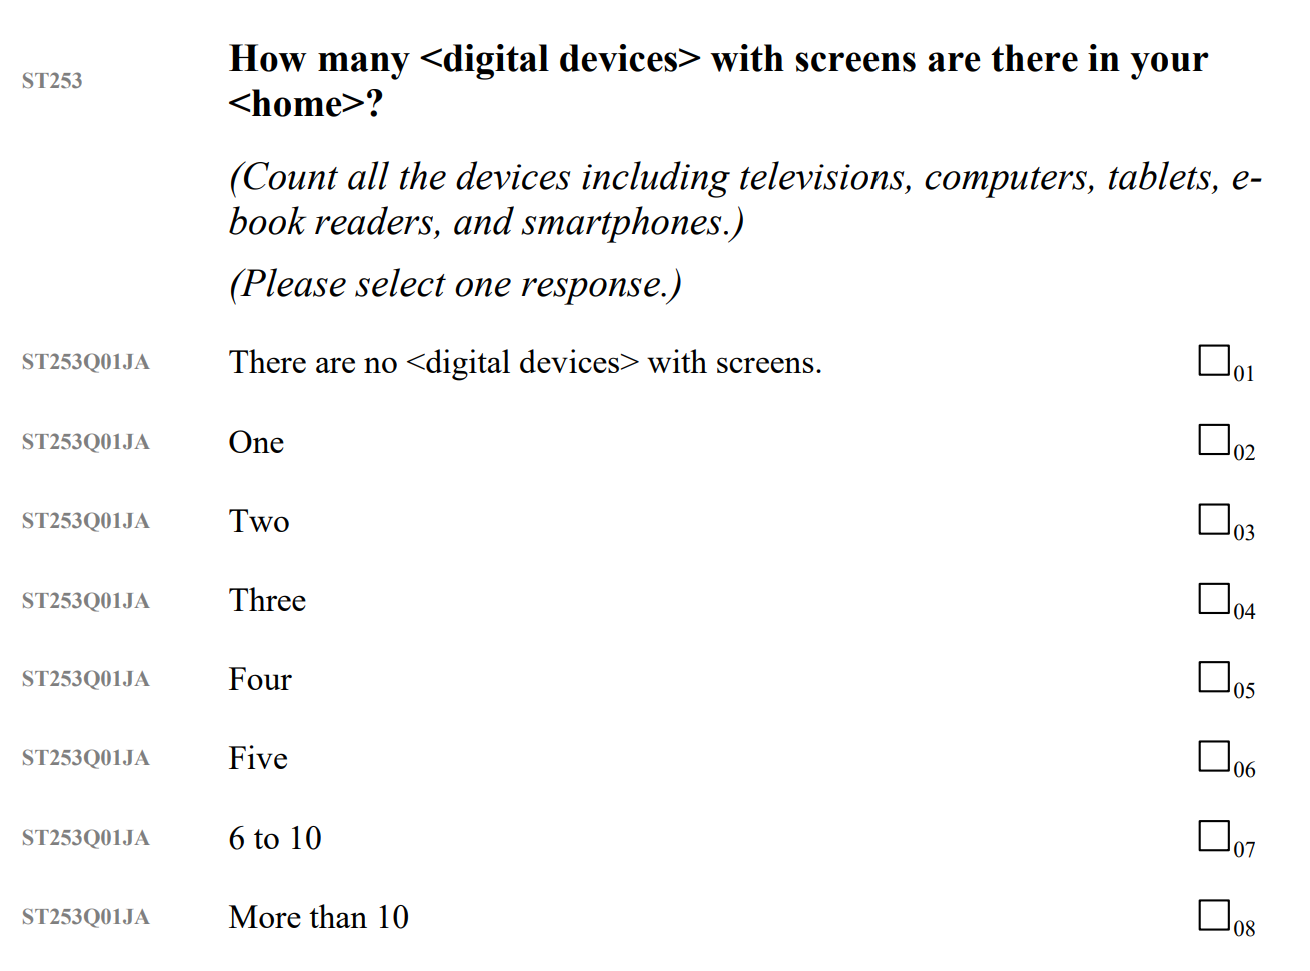 ST253 How many <digital devices> with screens are there in your
<home>?
(Count all the devices including televisions, computers, tablets, e-
book readers, and smartphones.)
(Please select one response.)
ST253Q01JA There are no <digital devices> with screens. 01
ST253Q01JA One 02
ST253Q01JA Two 03
ST253Q01JA Three 04
ST253Q01JA Four 05
ST253Q01JA Five 06
ST253Q01JA 6 to 10 07
ST253Q01JA More than 10 08